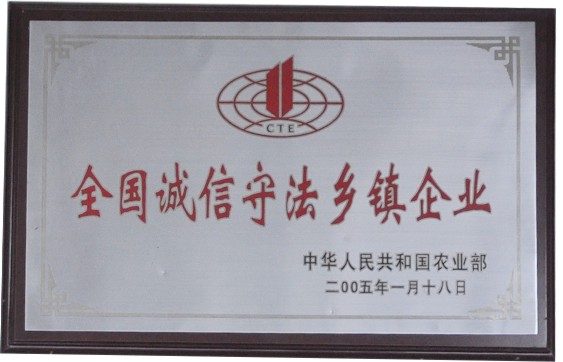 CTE
全国诚信守法乡镇企业
中华人民共和国农业部
二00五年一月十八日